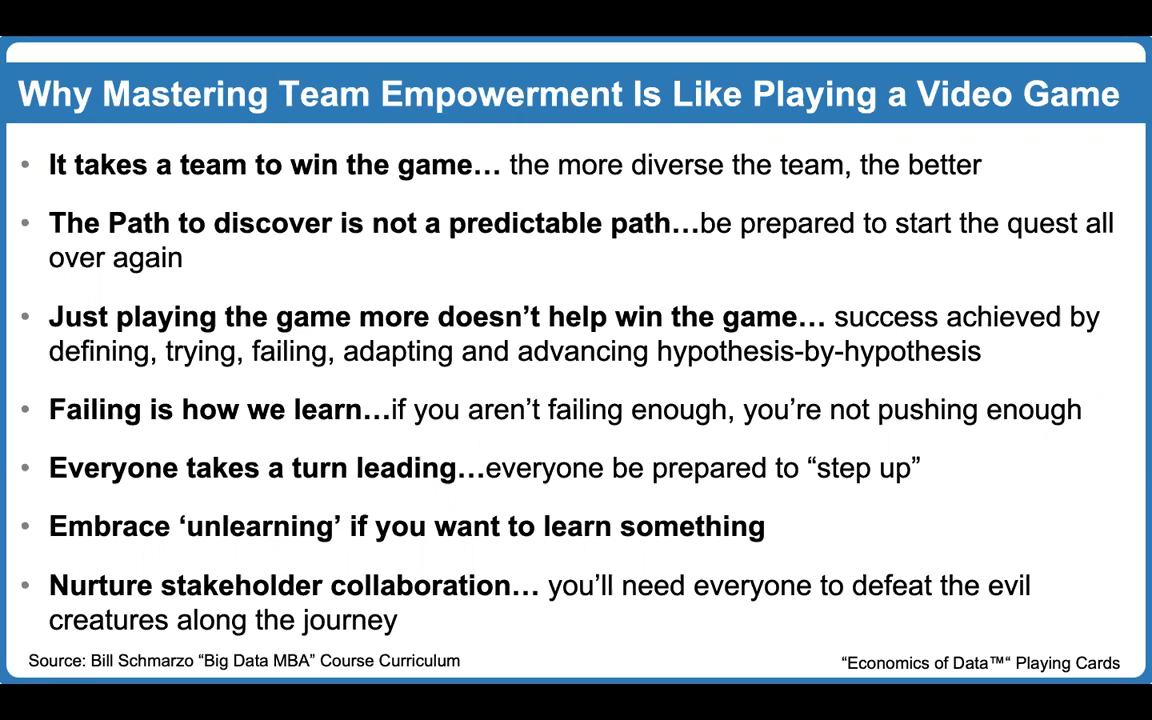 Why Mastering Team Empowerment Is Like Playing a Video Game
• It takes a team to win the game… the more diverse the team, the better
• The Path to discover is not a predictable path…be prepared to start the quest all
over again
• Just playing the game more doesn’t help win the game… success achieved by
defining, trying, failing, adapting and advancing hypothesis-by-hypothesis
• Failing is how we learn…if you aren’t failing enough, you’re not pushing enough
• Everyone takes a turn leading…everyone be prepared to “step up”
• Embrace ‘unlearning’ if you want to learn something
• Nurture stakeholder collaboration… you’ll need everyone to defeat the evil
creatures along the journey
Source: Bill Schmarzo “Big Data MBA” Course Curriculum
“Economics of Data™“ Playing Cards